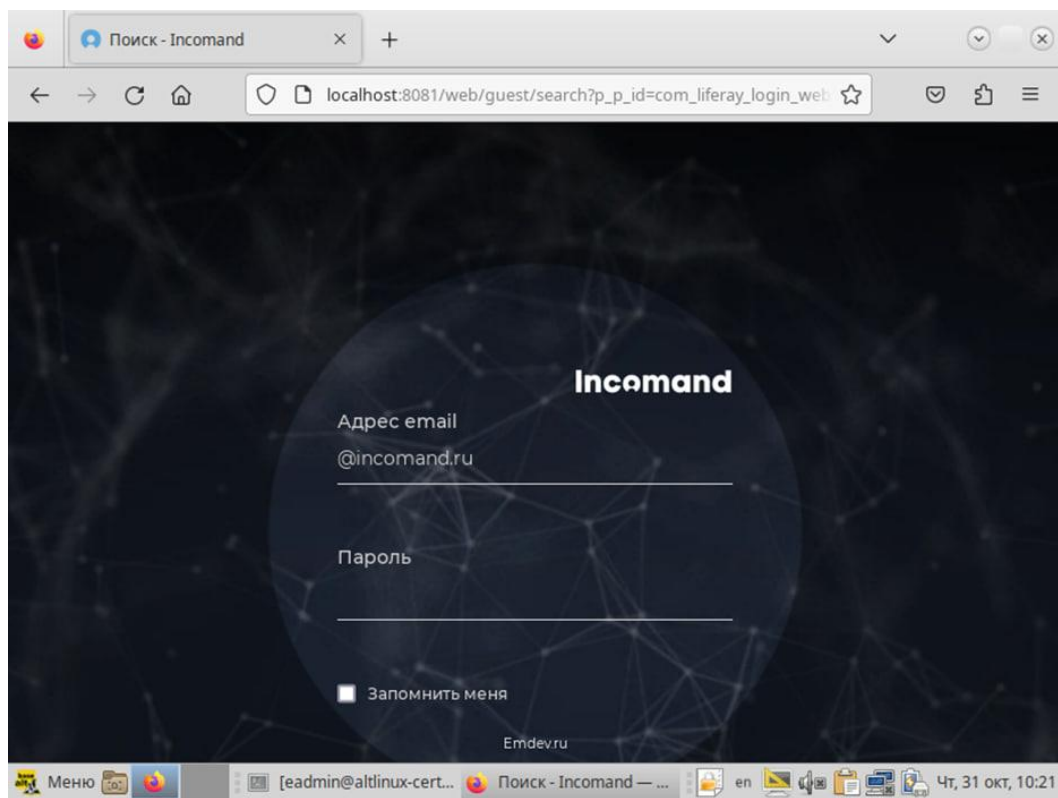 Поиск - Incomand
localhost:8081/web/guest/search?p_p_id=com_liferay_login_web
Incomand
Адрес email
@incomand.ru
Пароль
Запомнить меня
Emdev.ru
Меню [eadmin@altlinux-cert... Поиск - Incomand — ... en Чт, 31 окт, 10:21